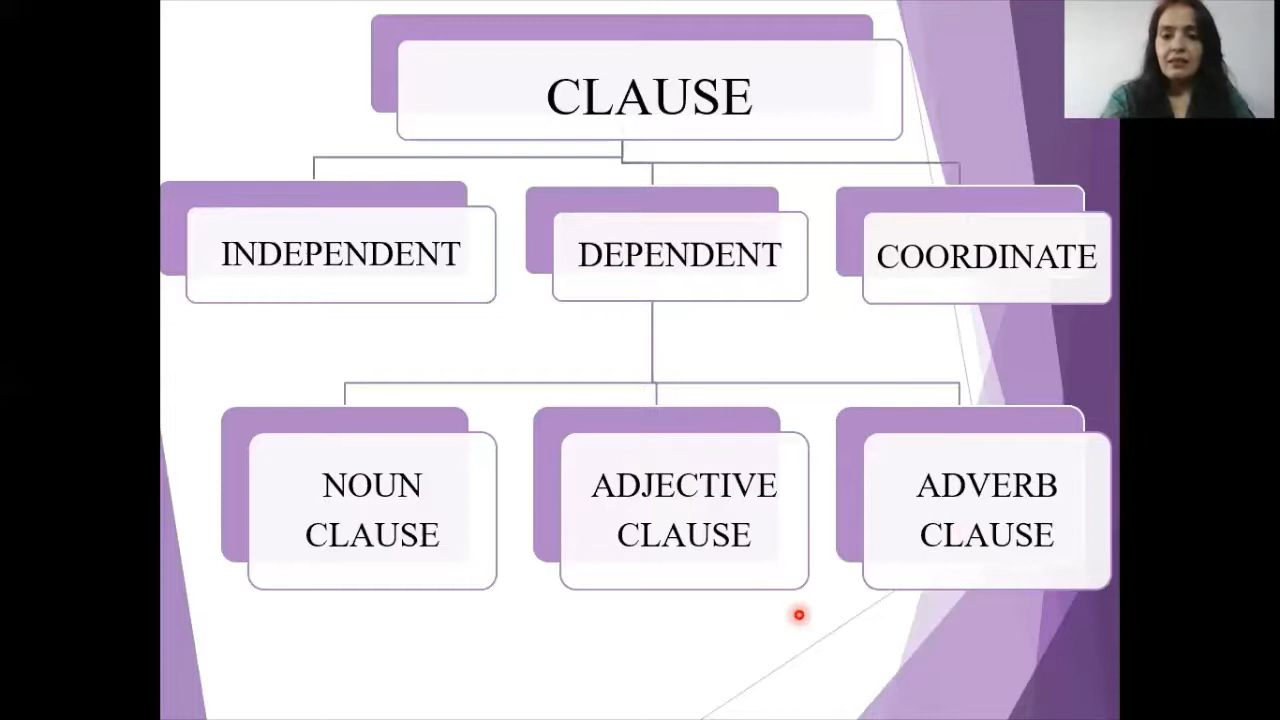 CLAUSE
INDEPENDENT
DEPENDENT
COORDINATE
NOUN
CLAUSE
ADJECTIVE
CLAUSE
ADVERB
CLAUSE